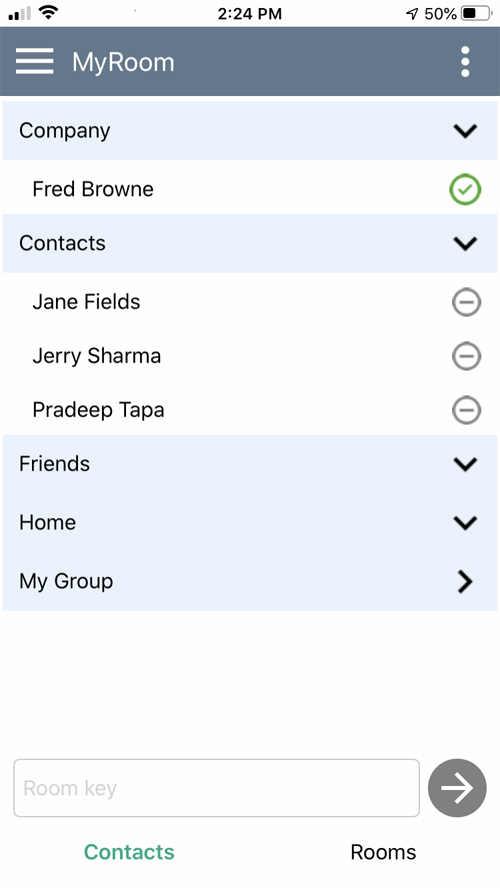 2:24 PM
50%
MyRoom
Company
Fred Browne
Contacts
Jane Fields
Jerry Sharma
Pradeep Tapa
Friends
Home
My Group
Room key
Contacts Rooms